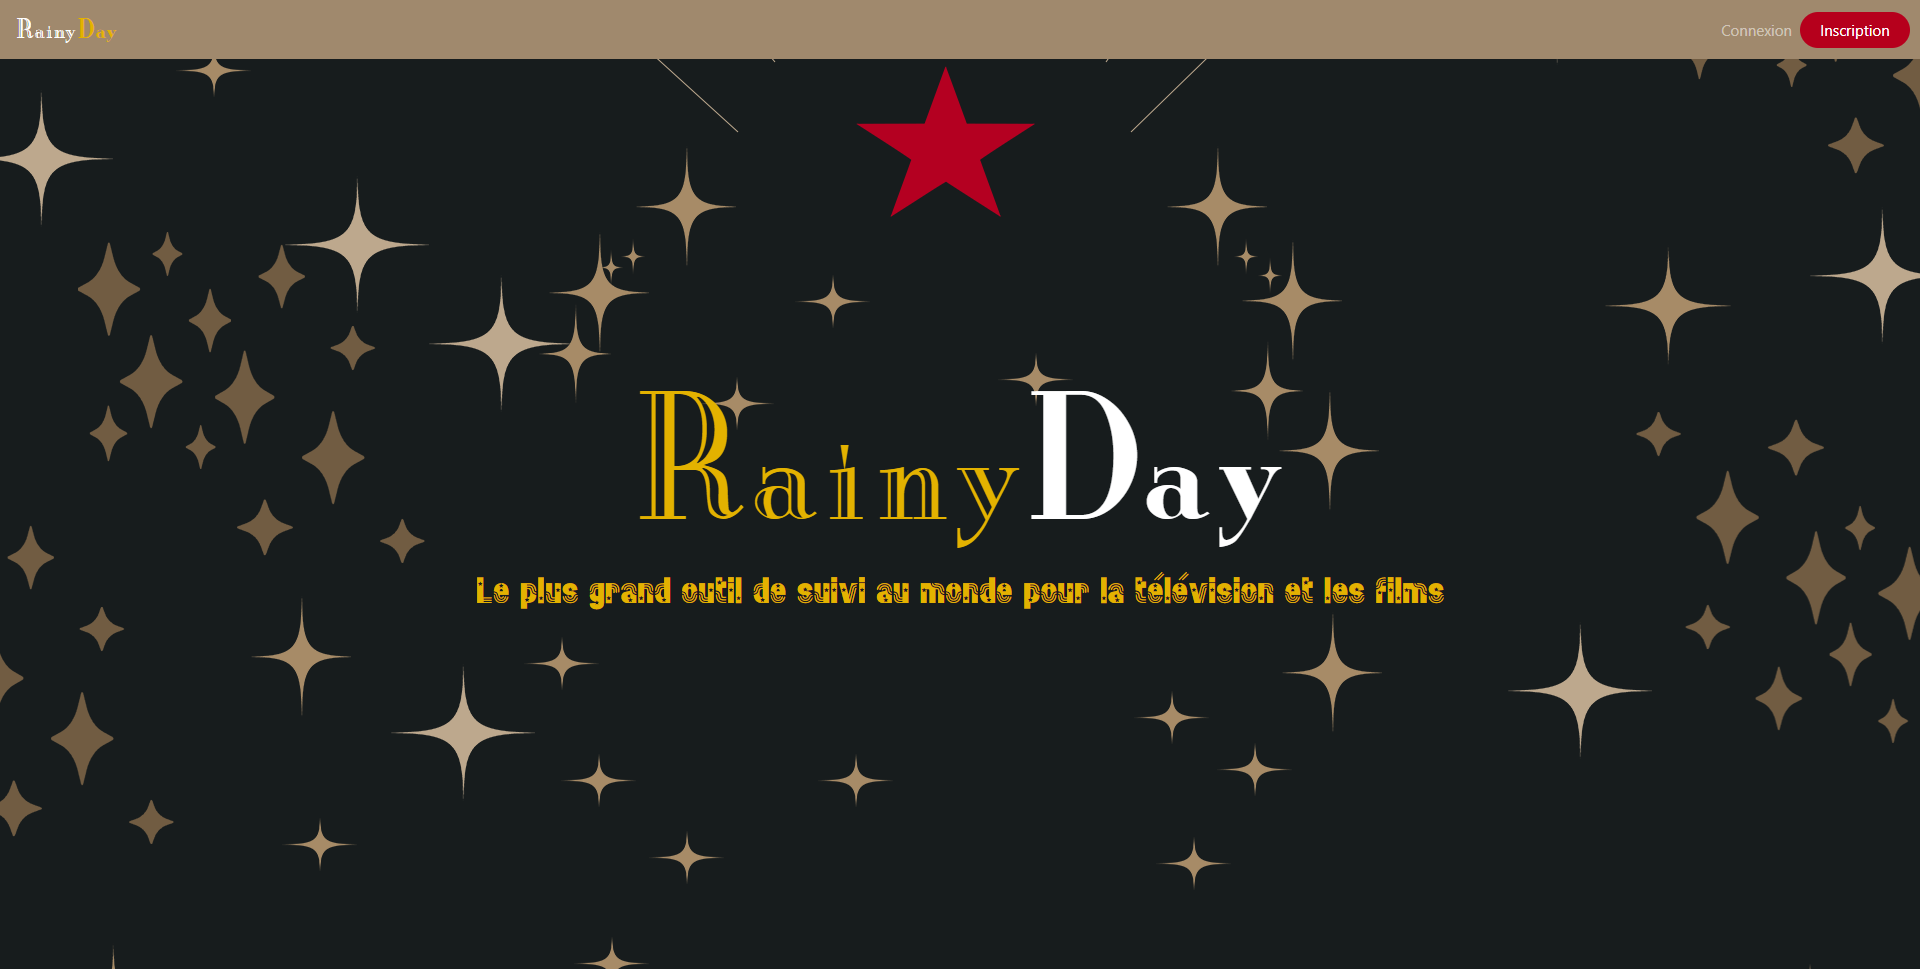 RainyDay
Connexion
Inscription
RainyDay
Le plus grand outil de suivi au monde pour la télévision et les films